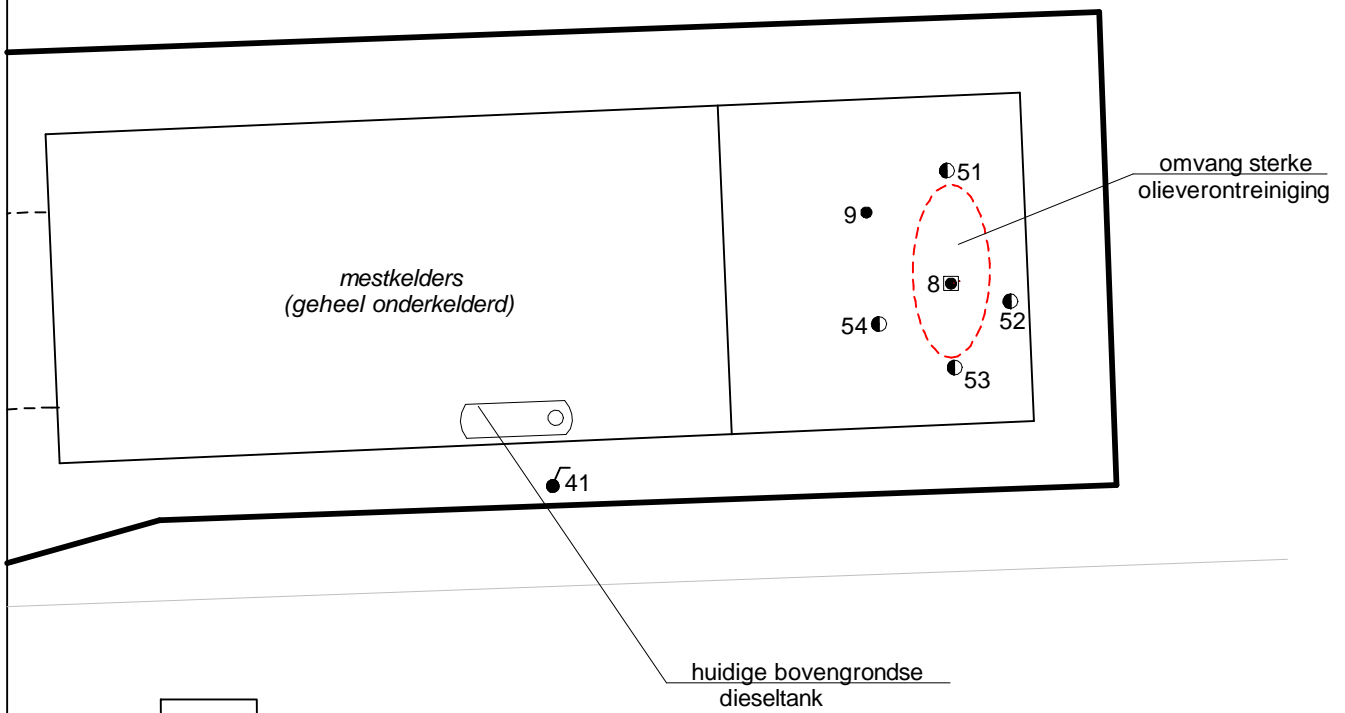 51
omvang sterke
olieverontreiniging
9
mestkelders
(geheel onderkelderd)
8
52
54
53
41
huidige bovengrondse
dieseltank